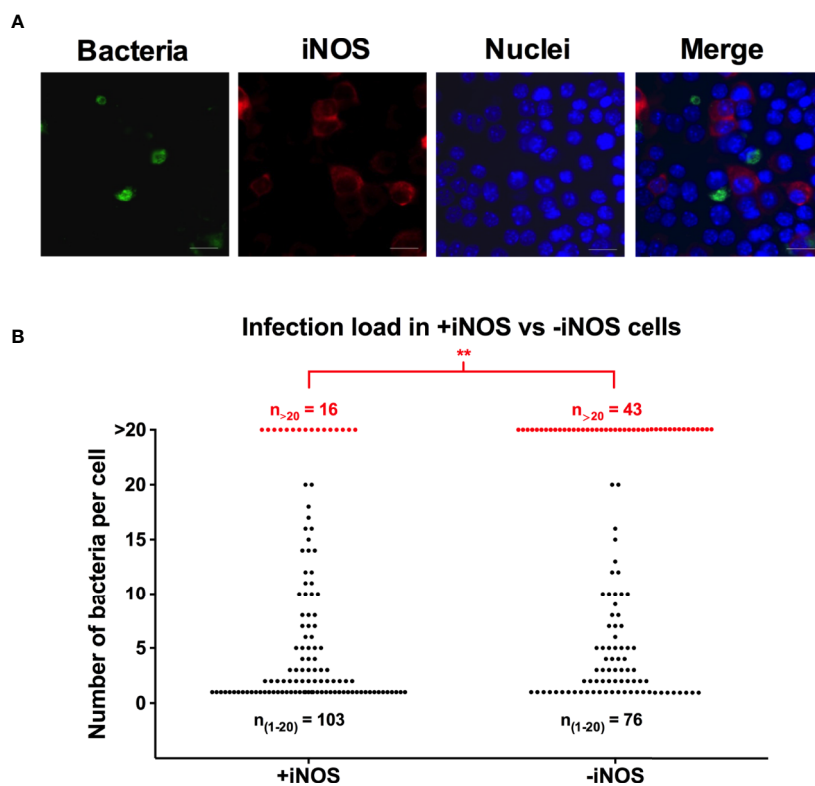 A
Bacteria iNOS Nuclei Merge
B
Infection load in +iNOS vs -iNOS cells
**
n>20 = 16 n>20 = 43
>20
20
15
10
5
0
Number of bacteria per cell
n(1-20) = 103 n(1-20) = 76
+iNOS -iNOS